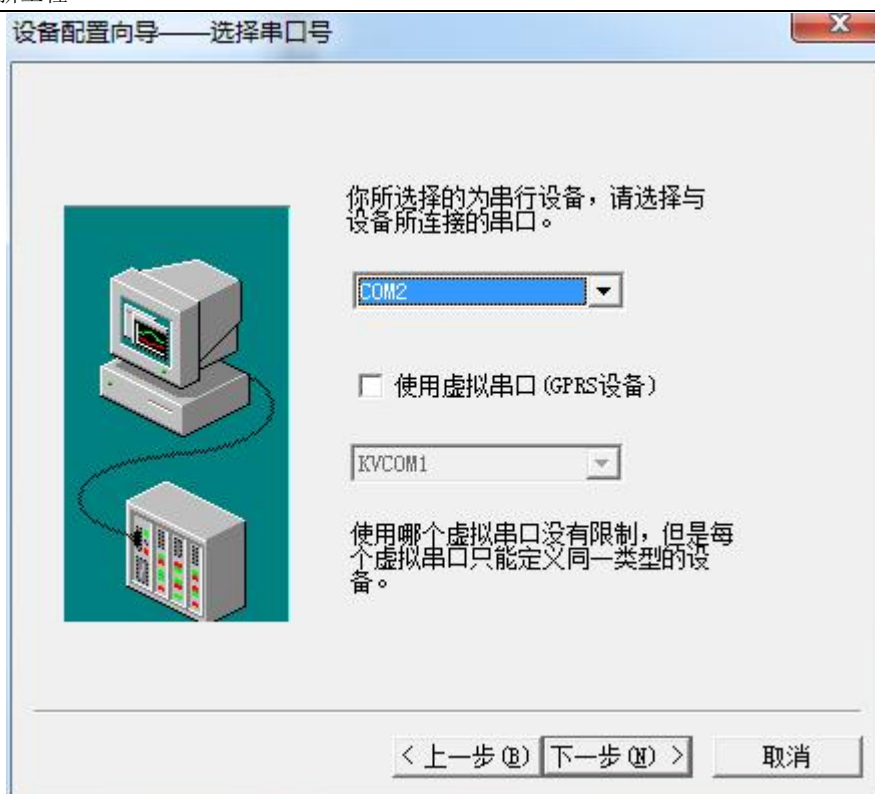 设备配置向导——选择串口号
你所选择的为串行设备，请选择与
设备所连接的串口。
COM2
使用虚拟串口(GPRS设备)
KVCOM1
使用哪个虚拟串口没有限制，但是每
个虚拟串口只能定义同一类型的设
备。
<上一步(B) 下一步(N)> 取消